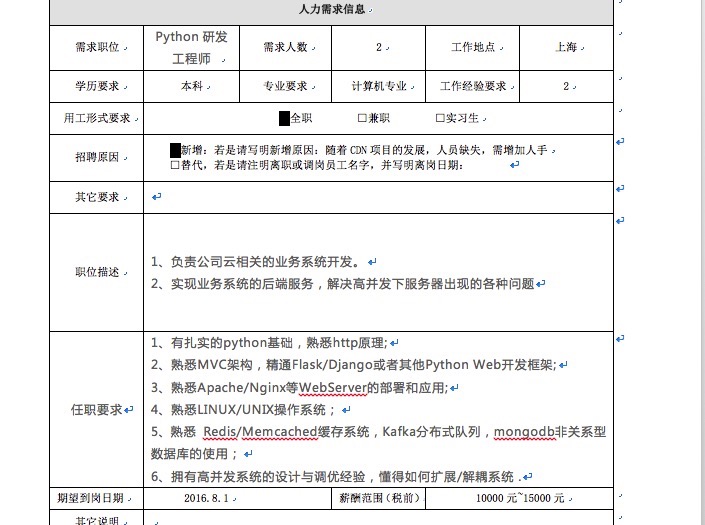 人力需求信息
需求职位 Python 研发工程师 需求人数 2 工作地点 上海
学历要求 本科 专业要求 计算机专业 工作经验要求 2
用工形式要求 ■全职 □兼职 □实习生
招聘原因 ■新增：若是请写明新增原因：随着 CDN 项目的发展，人员缺失，需增加人手
□替代，若是请注明离职或调岗员工名字，并写明离岗日期：
其它要求
职位描述
1、负责公司云相关的业务系统开发。
2、实现业务系统的后端服务，解决高并发下服务器出现的各种问题
任职要求
1、有扎实的python基础，熟悉http原理;
2、熟悉MVC架构，精通Flask/Django或者其他Python Web开发框架;
3、熟悉Apache/Nginx等WebServer的部署和应用;
4、熟悉LINUX/UNIX操作系统；
5、熟悉 Redis/Memcached缓存系统，Kafka分布式队列，mongodb非关系型
数据库的使用；
6、拥有高并发系统的设计与调优经验，懂得如何扩展/解耦系统 .
期望到岗日期 2016.8.1 薪酬范围（税前） 10000 元~15000 元
其它说明